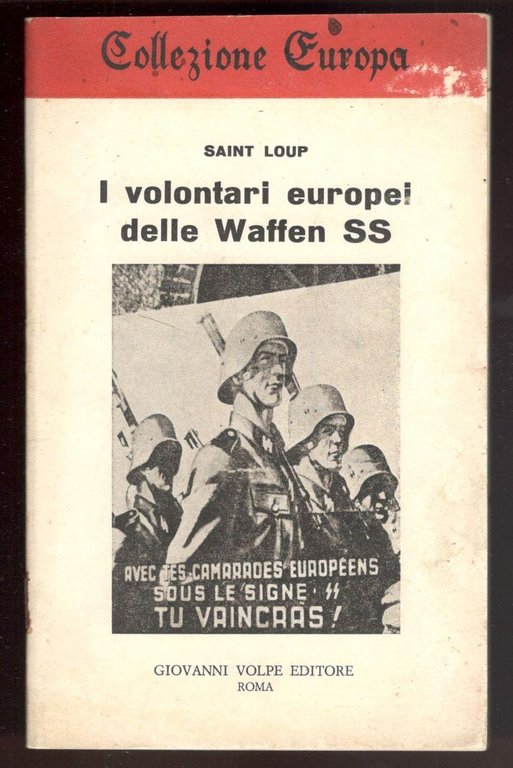 Collezione Europa
SAINT LOUP
I volontari europei
delle Waffen SS
AVEC TES CAMARADES EUROPÉENS
SOUS LE SIGNE · SS
TU VAINCRAS!
GIOVANNI VOLPE EDITORE
ROMA